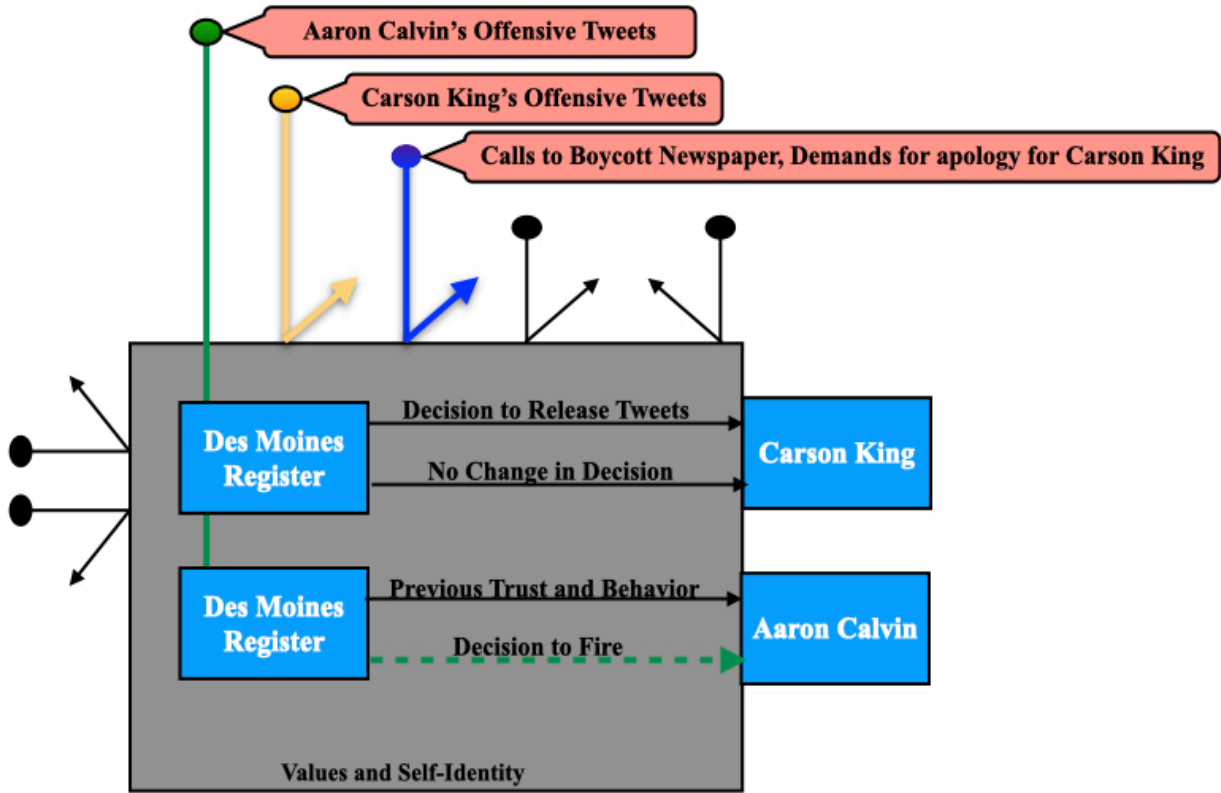 Aaron Calvin's Offensive Tweets
Carson King's Offensive Tweets
Calls to Boycott Newspaper, Demands for apology for Carson King
Des Moines
Register
Decision to Release Tweets
No Change in Decision
Carson King
Des Moines
Register
Previous Trust and Behavior
Decision to Fire
Aaron Calvin
Values and Self-Identity